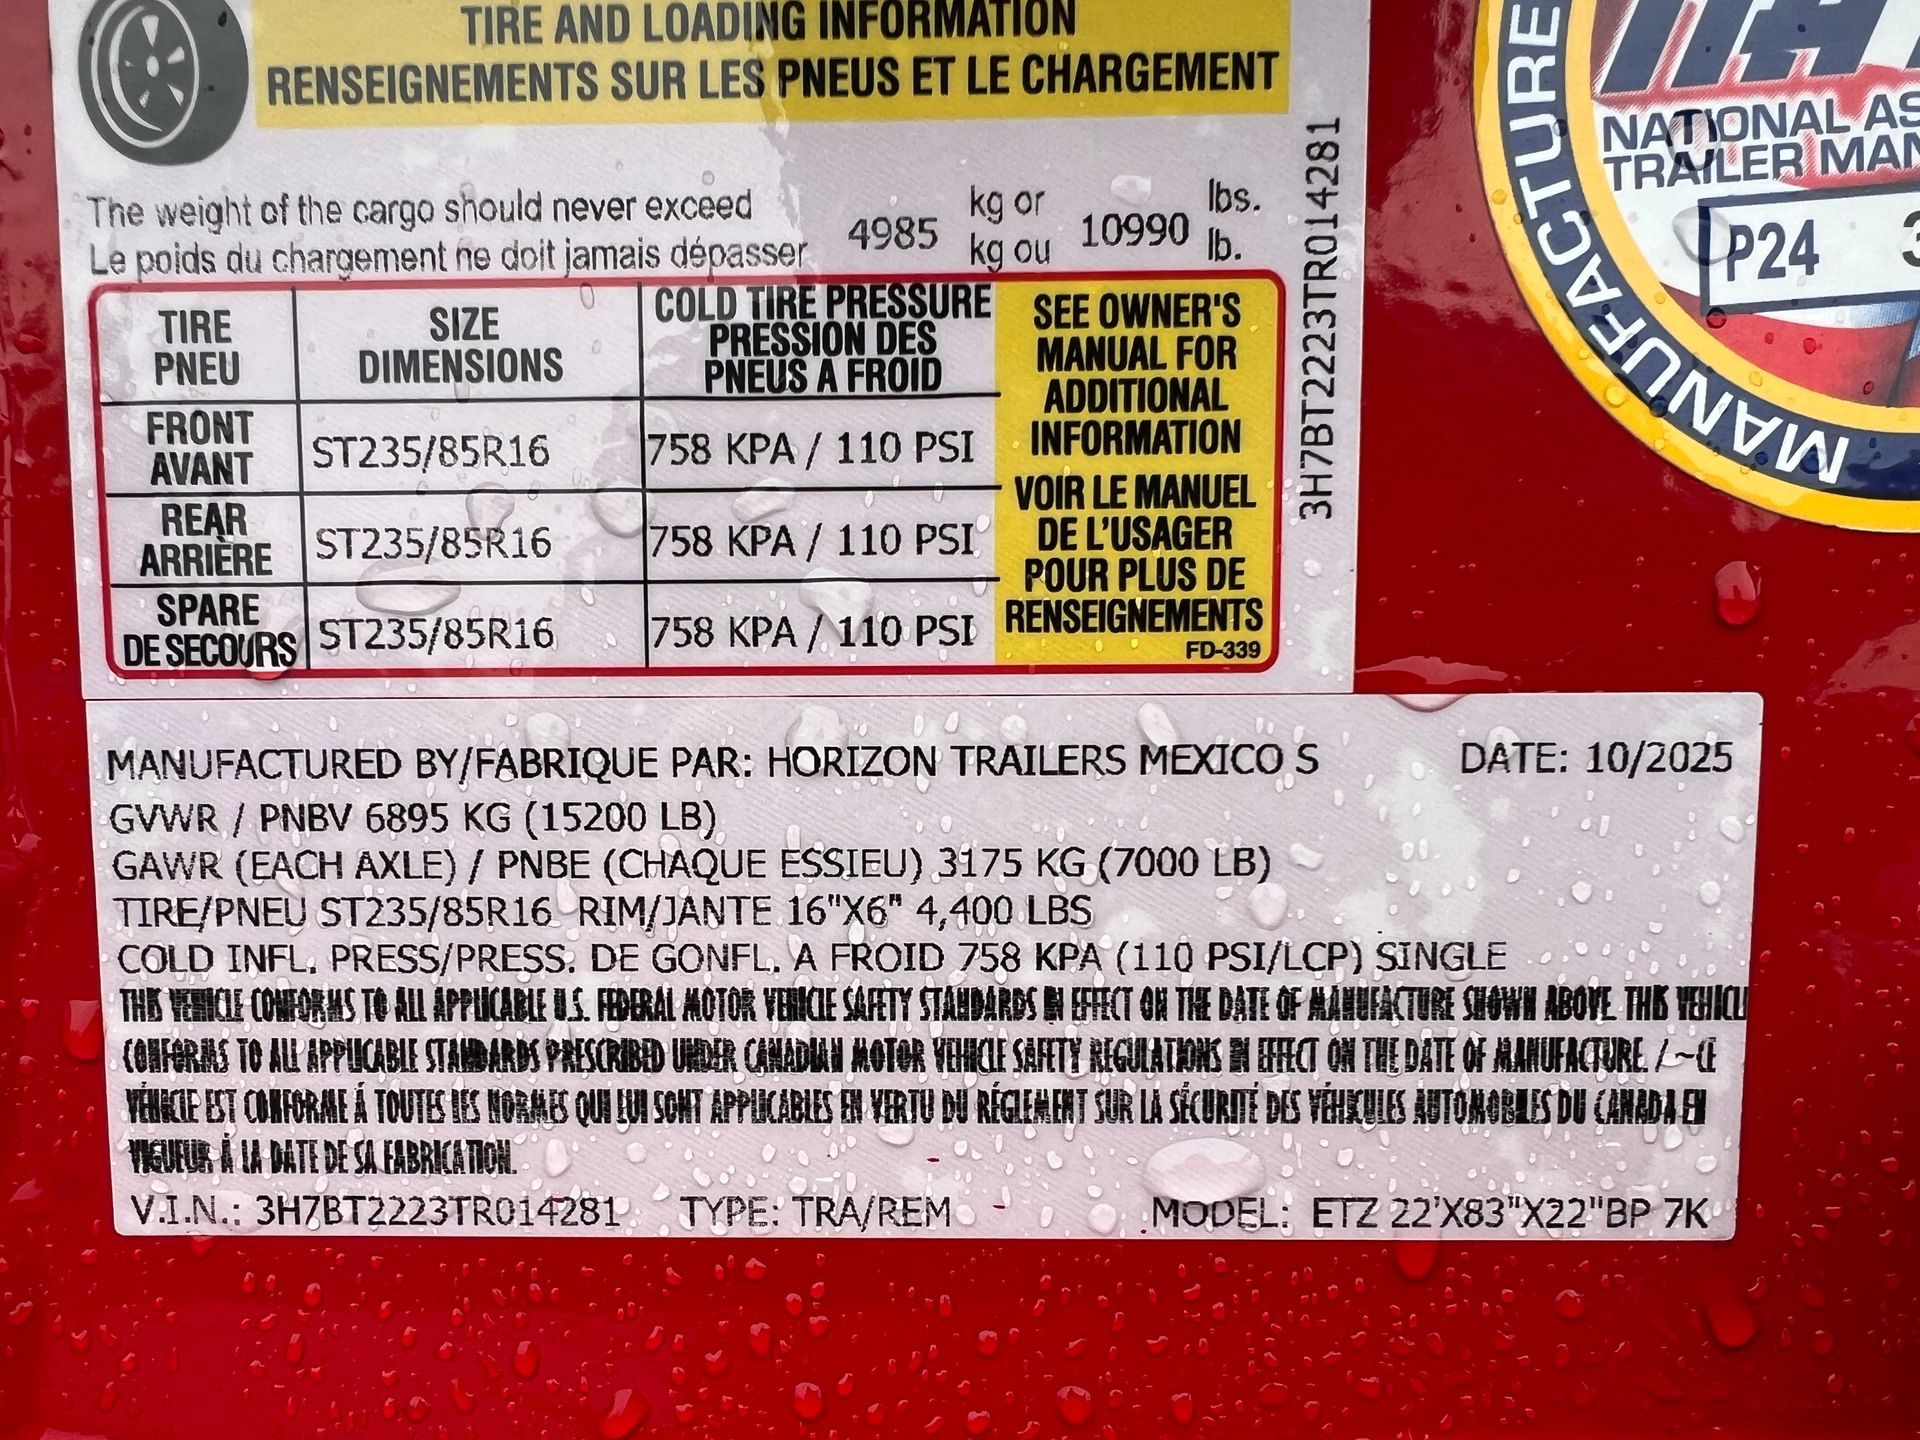 TIRE AND LOADING INFORMATION
RENSEIGNEMENTS SUR LES PNEUS ET LE CHARGEMENT
The weight of the cargo should never exceed 4985 kg or 10990 lbs.
Le poids du chargement ne doit jamais dépasser kg ou lb.
TIRE PNEU
SIZE DIMENSIONS
COLD TIRE PRESSURE PRESSION DES PNEUS A FROID
FRONT AVANT
ST235/85R16
758 KPA / 110 PSI
REAR ARRIÈRE
ST235/85R16
758 KPA / 110 PSI
SPARE DE SECOURS
ST235/85R16
758 KPA / 110 PSI
SEE OWNER'S
MANUAL FOR
ADDITIONAL
INFORMATION
VOIR LE MANUEL
DE L'USAGER
POUR PLUS DE
RENSEIGNEMENTS
FD-339
3H7BT2223TR014281
MANUFACTURE
NATIONAL AS
TRAILER MAN
P24
MANUFACTURED BY/FABRIQUE PAR: HORIZON TRAILERS MEXICO S DATE: 10/2025
GVWR / PNBV 6895 KG (15200 LB)
GAWR (EACH AXLE) / PNBE (CHAQUE ESSIEU) 3175 KG (7000 LB)
TIRE/PNEU ST235/85R16 RIM/JANTE 16"X6" 4,400 LBS
COLD INFL. PRESS/PRESS. DE GONFL. A FROID 758 KPA (110 PSI/LCP) SINGLE
THIS VEHICLE CONFORMS TO ALL APPLICABLE U.S. FEDERAL MOTOR VEHICLE SAFETY STANDARDS IN EFFECT ON THE DATE OF MANUFACTURE SHOWN ABOVE. THIS VEHICL
CONFORMS TO ALL APPLICABLE STANDARDS PRESCRIBED UNDER CANADIAN MOTOR VEHICLE SAFETY REGULATIONS IN EFFECT ON THE DATE OF MANUFACTURE. / ~CE
VÉHICLE EST CONFORME À TOUTES LES NORMES QUI LUI SONT APPLICABLES EN VERTU DU RÉGLEMENT SUR LA SÉCURITÉ DES VÉHICULES AUTOMOBILES DU CANADA EN
VIGUEUR À LA DATE DE SA FABRICATION.
V.I.N.: 3H7BT2223TR014281 TYPE: TRA/REM MODEL: ETZ 22'X83"X22"BP 7K